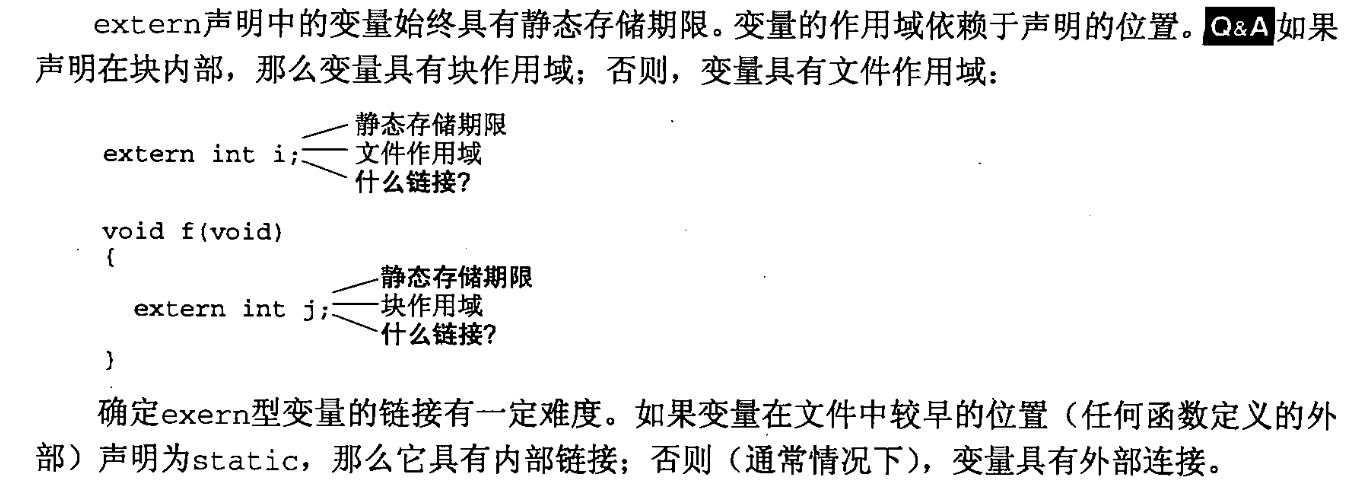 extern声明中的变量始终具有静态存储期限。变量的作用域依赖于声明的位置。Q&A如果
声明在块内部，那么变量具有块作用域；否则，变量具有文件作用域：
静态存储期限
extern int i; 文件作用域
什么链接?
void f(void)
{
静态存储期限
extern int j; 块作用域
什么链接?
}
确定exern型变量的链接有一定难度。如果变量在文件中较早的位置（任何函数定义的外
部）声明为static，那么它具有内部链接；否则（通常情况下），变量具有外部连接。